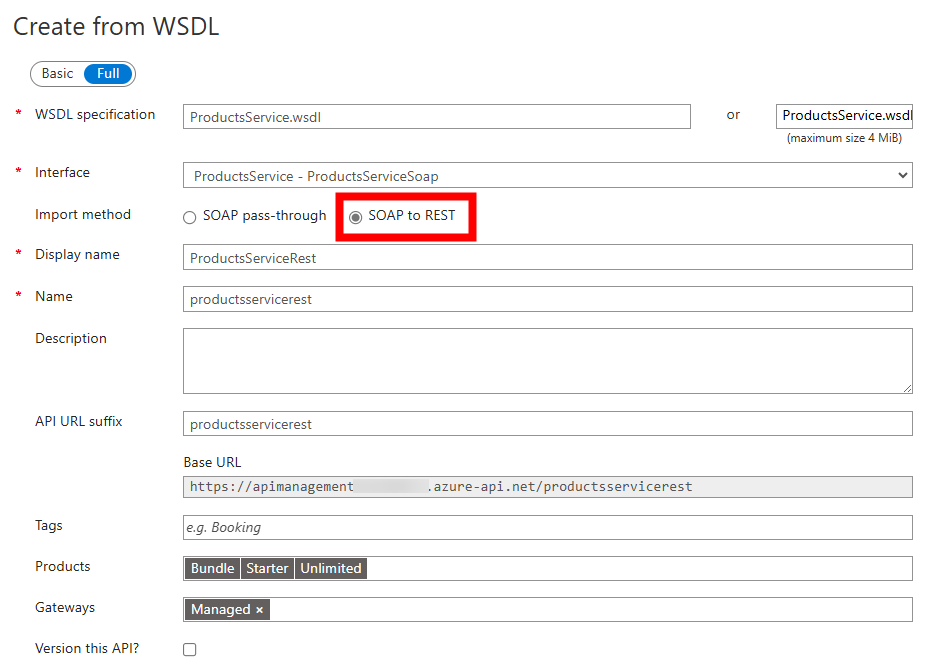 Create from WSDL
Basic Full
* WSDL specification ProductsService.wsdl or ProductsService.wsdl
(maximum size 4 MiB)
* Interface ProductsService - ProductsServiceSoap
Import method SOAP pass-through SOAP to REST
* Display name ProductsServiceRest
* Name productsservicerest
Description
API URL suffix productsservicerest
Base URL
https://apimanagement .azure-api.net/productsservicerest
Tags e.g. Booking
Products Bundle Starter Unlimited
Gateways Managed ×
Version this API?